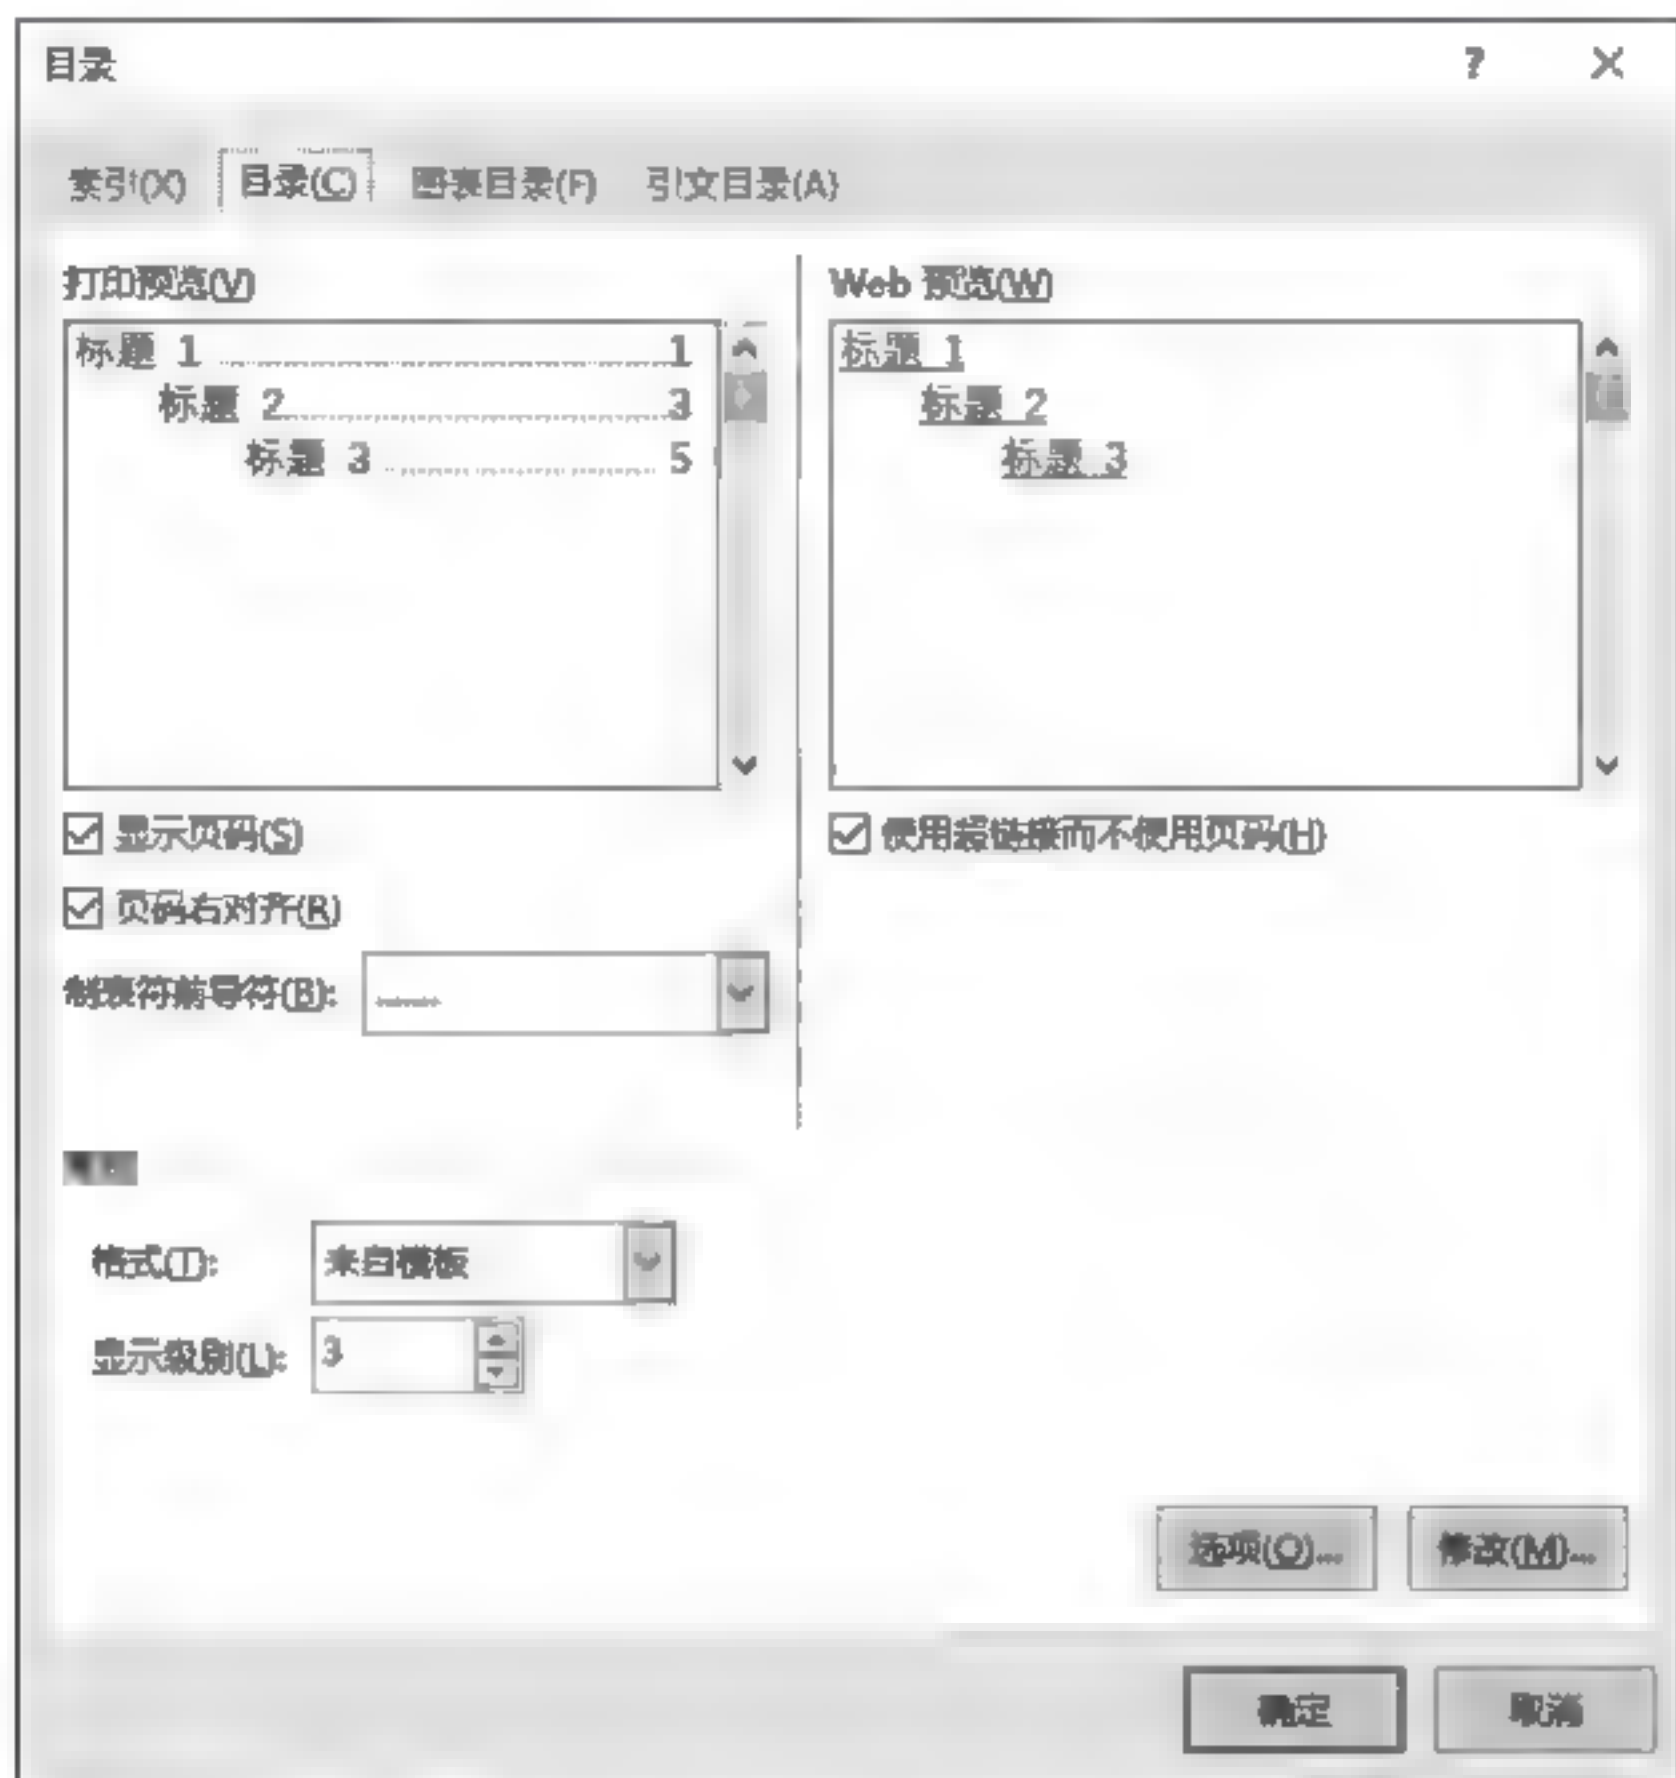 目录 ?
索引(X) 目录(C) 图表目录(F) 引文目录(A)
打印预览(V)
标题 1 ........ 1
标题 2 ........ 3
标题 3 ........ 5
Web 预览(W)
标题 1
标题 2
标题 3
显示页码(S)
页码右对齐(R)
制表符前导符(B): ......
使用超链接而不使用页码(H)
格式(T): 来自模板
显示级别(L): 3
选项(O)... 修改(M)...
确定 取消